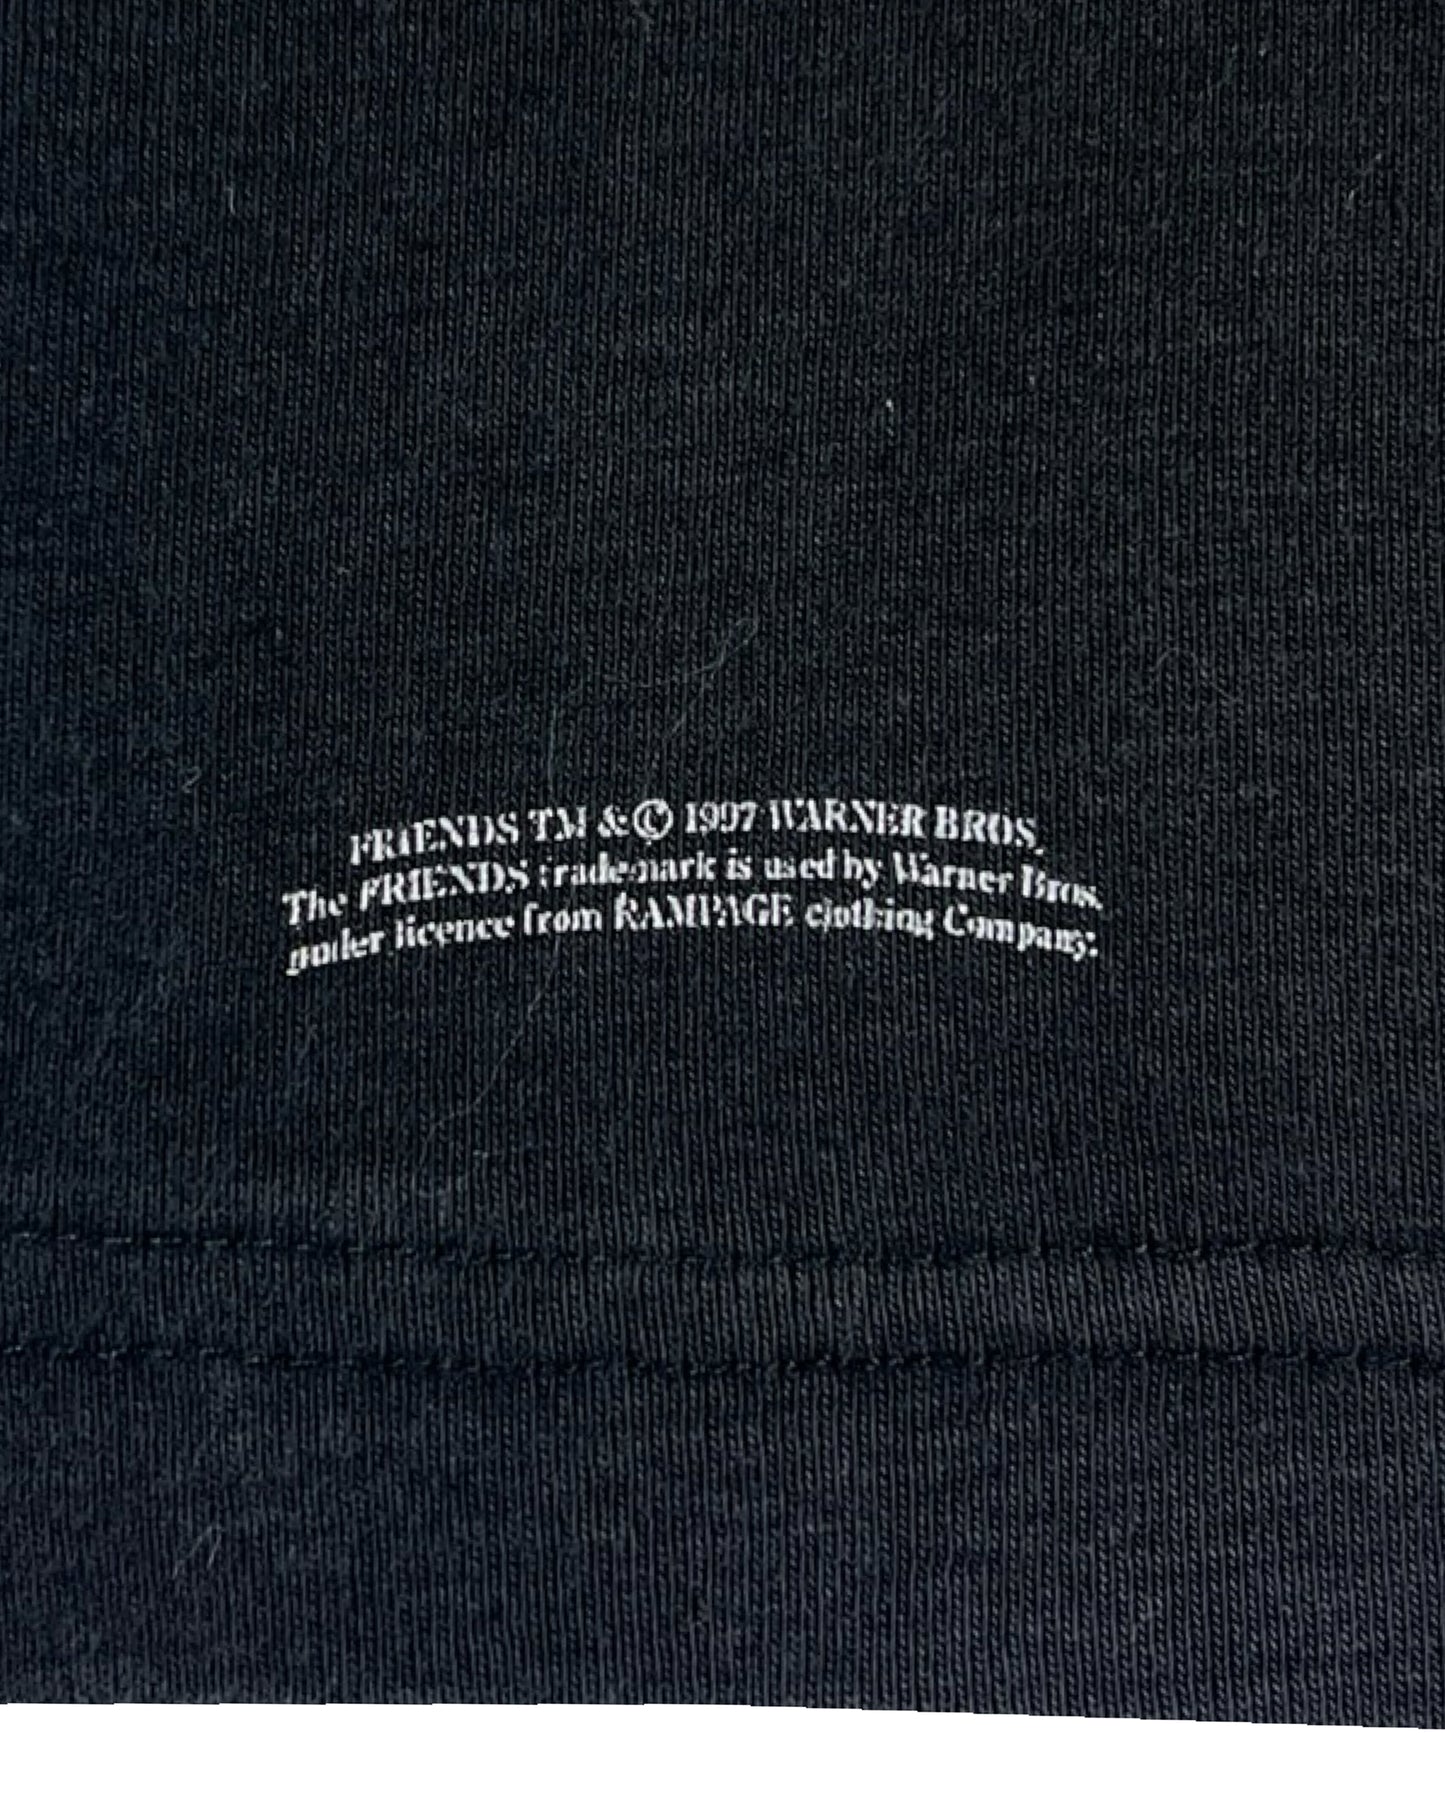 FRIENDS TM & © 1997 WARNER BROS.
The FRIENDS trademark is used by Warner Bros.
under licence from RAMPAGE clothing Company.